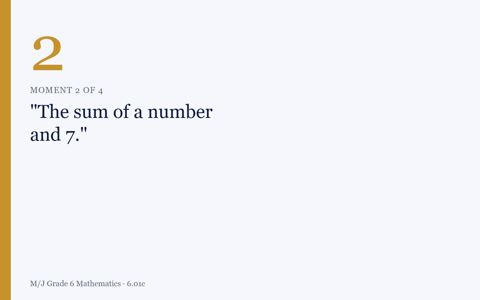 2
MOMENT 2 OF 4
"The sum of a number
and 7."
M/J Grade 6 Mathematics · 6.01c